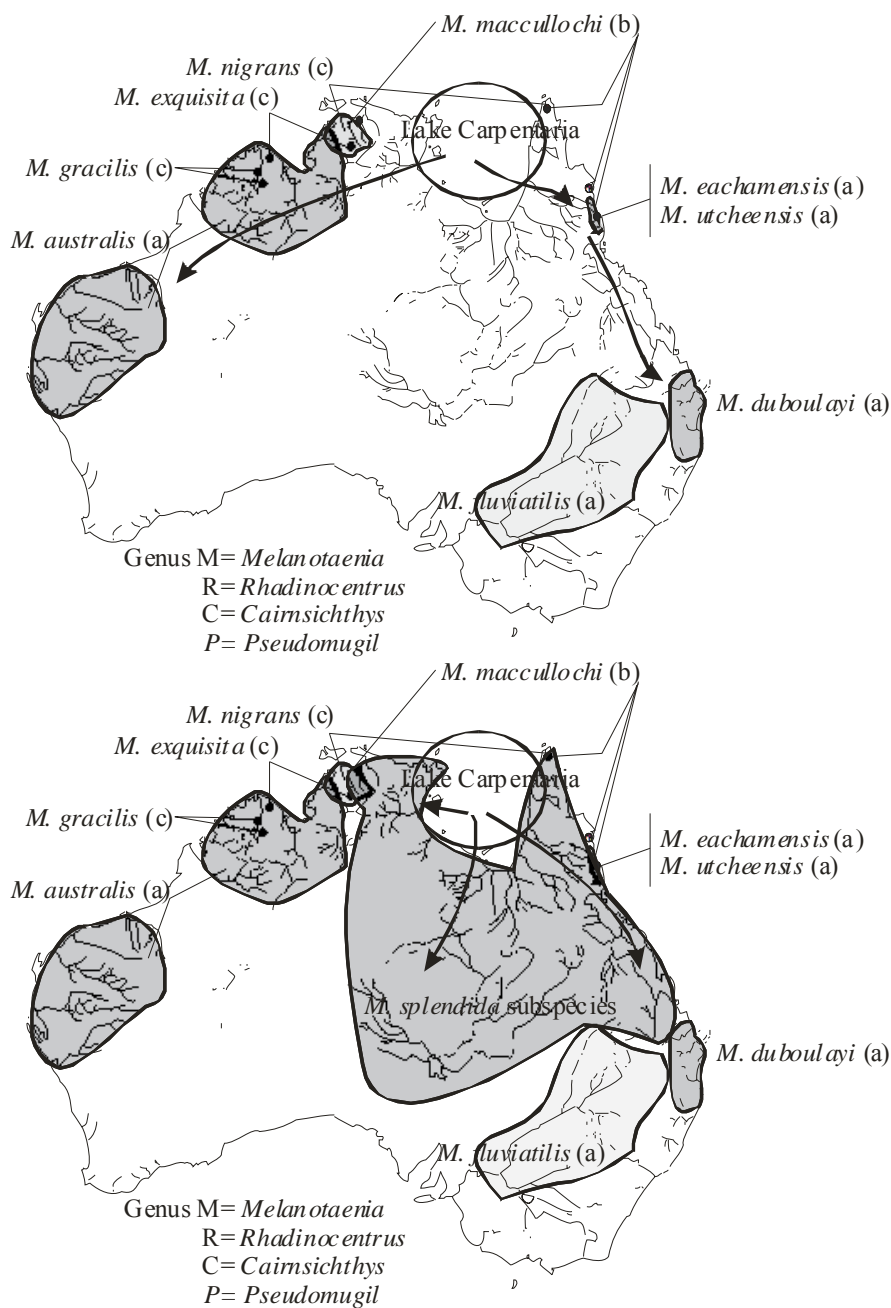 M. maccullochi (b)
M. nigrans (c)
M. exquisita (c)
Lake Carpentaria
M. gracilis (c)
M. eachamensis (a)
M. utcheensis (a)
M. australis (a)
M. duboulayi (a)
M. fluviatilis (a)
Genus M= Melanotaenia
R= Rhadinocentrus
C= Cairnsichthys
P= Pseudomugil
M. maccullochi (b)
M. nigrans (c)
M. exquisita (c)
Lake Carpentaria
M. gracilis (c)
M. eachamensis (a)
M. utcheensis (a)
M. australis (a)
M. splendida subspecies
M. duboulayi (a)
M. fluviatilis (a)
Genus M= Melanotaenia
R= Rhadinocentrus
C= Cairnsichthys
P= Pseudomugil